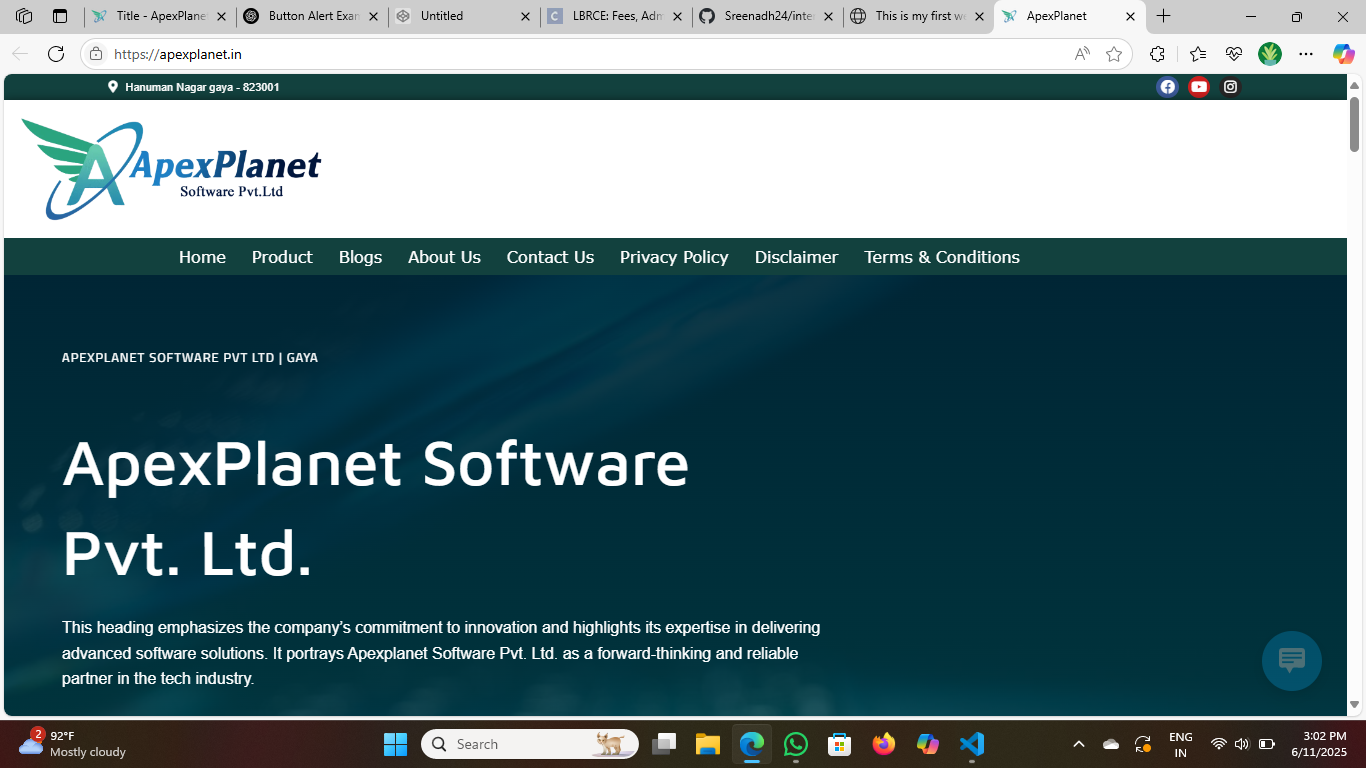 Title - ApexPlanet
Button Alert Exam
Untitled
LBRCE: Fees, Adm
Sreenadh24/inter
This is my first we
ApexPlanet
https://apexplanet.in
Hanuman Nagar gaya - 823001
ApexPlanet
Software Pvt.Ltd
Home Product Blogs About Us Contact Us Privacy Policy Disclaimer Terms & Conditions
APEXPLANET SOFTWARE PVT LTD | GAYA
ApexPlanet Software
Pvt. Ltd.
This heading emphasizes the company's commitment to innovation and highlights its expertise in delivering
advanced software solutions. It portrays Apexplanet Software Pvt. Ltd. as a forward-thinking and reliable
partner in the tech industry.
2
92°F
Mostly cloudy
Search
ENG
IN
3:02 PM
6/11/2025